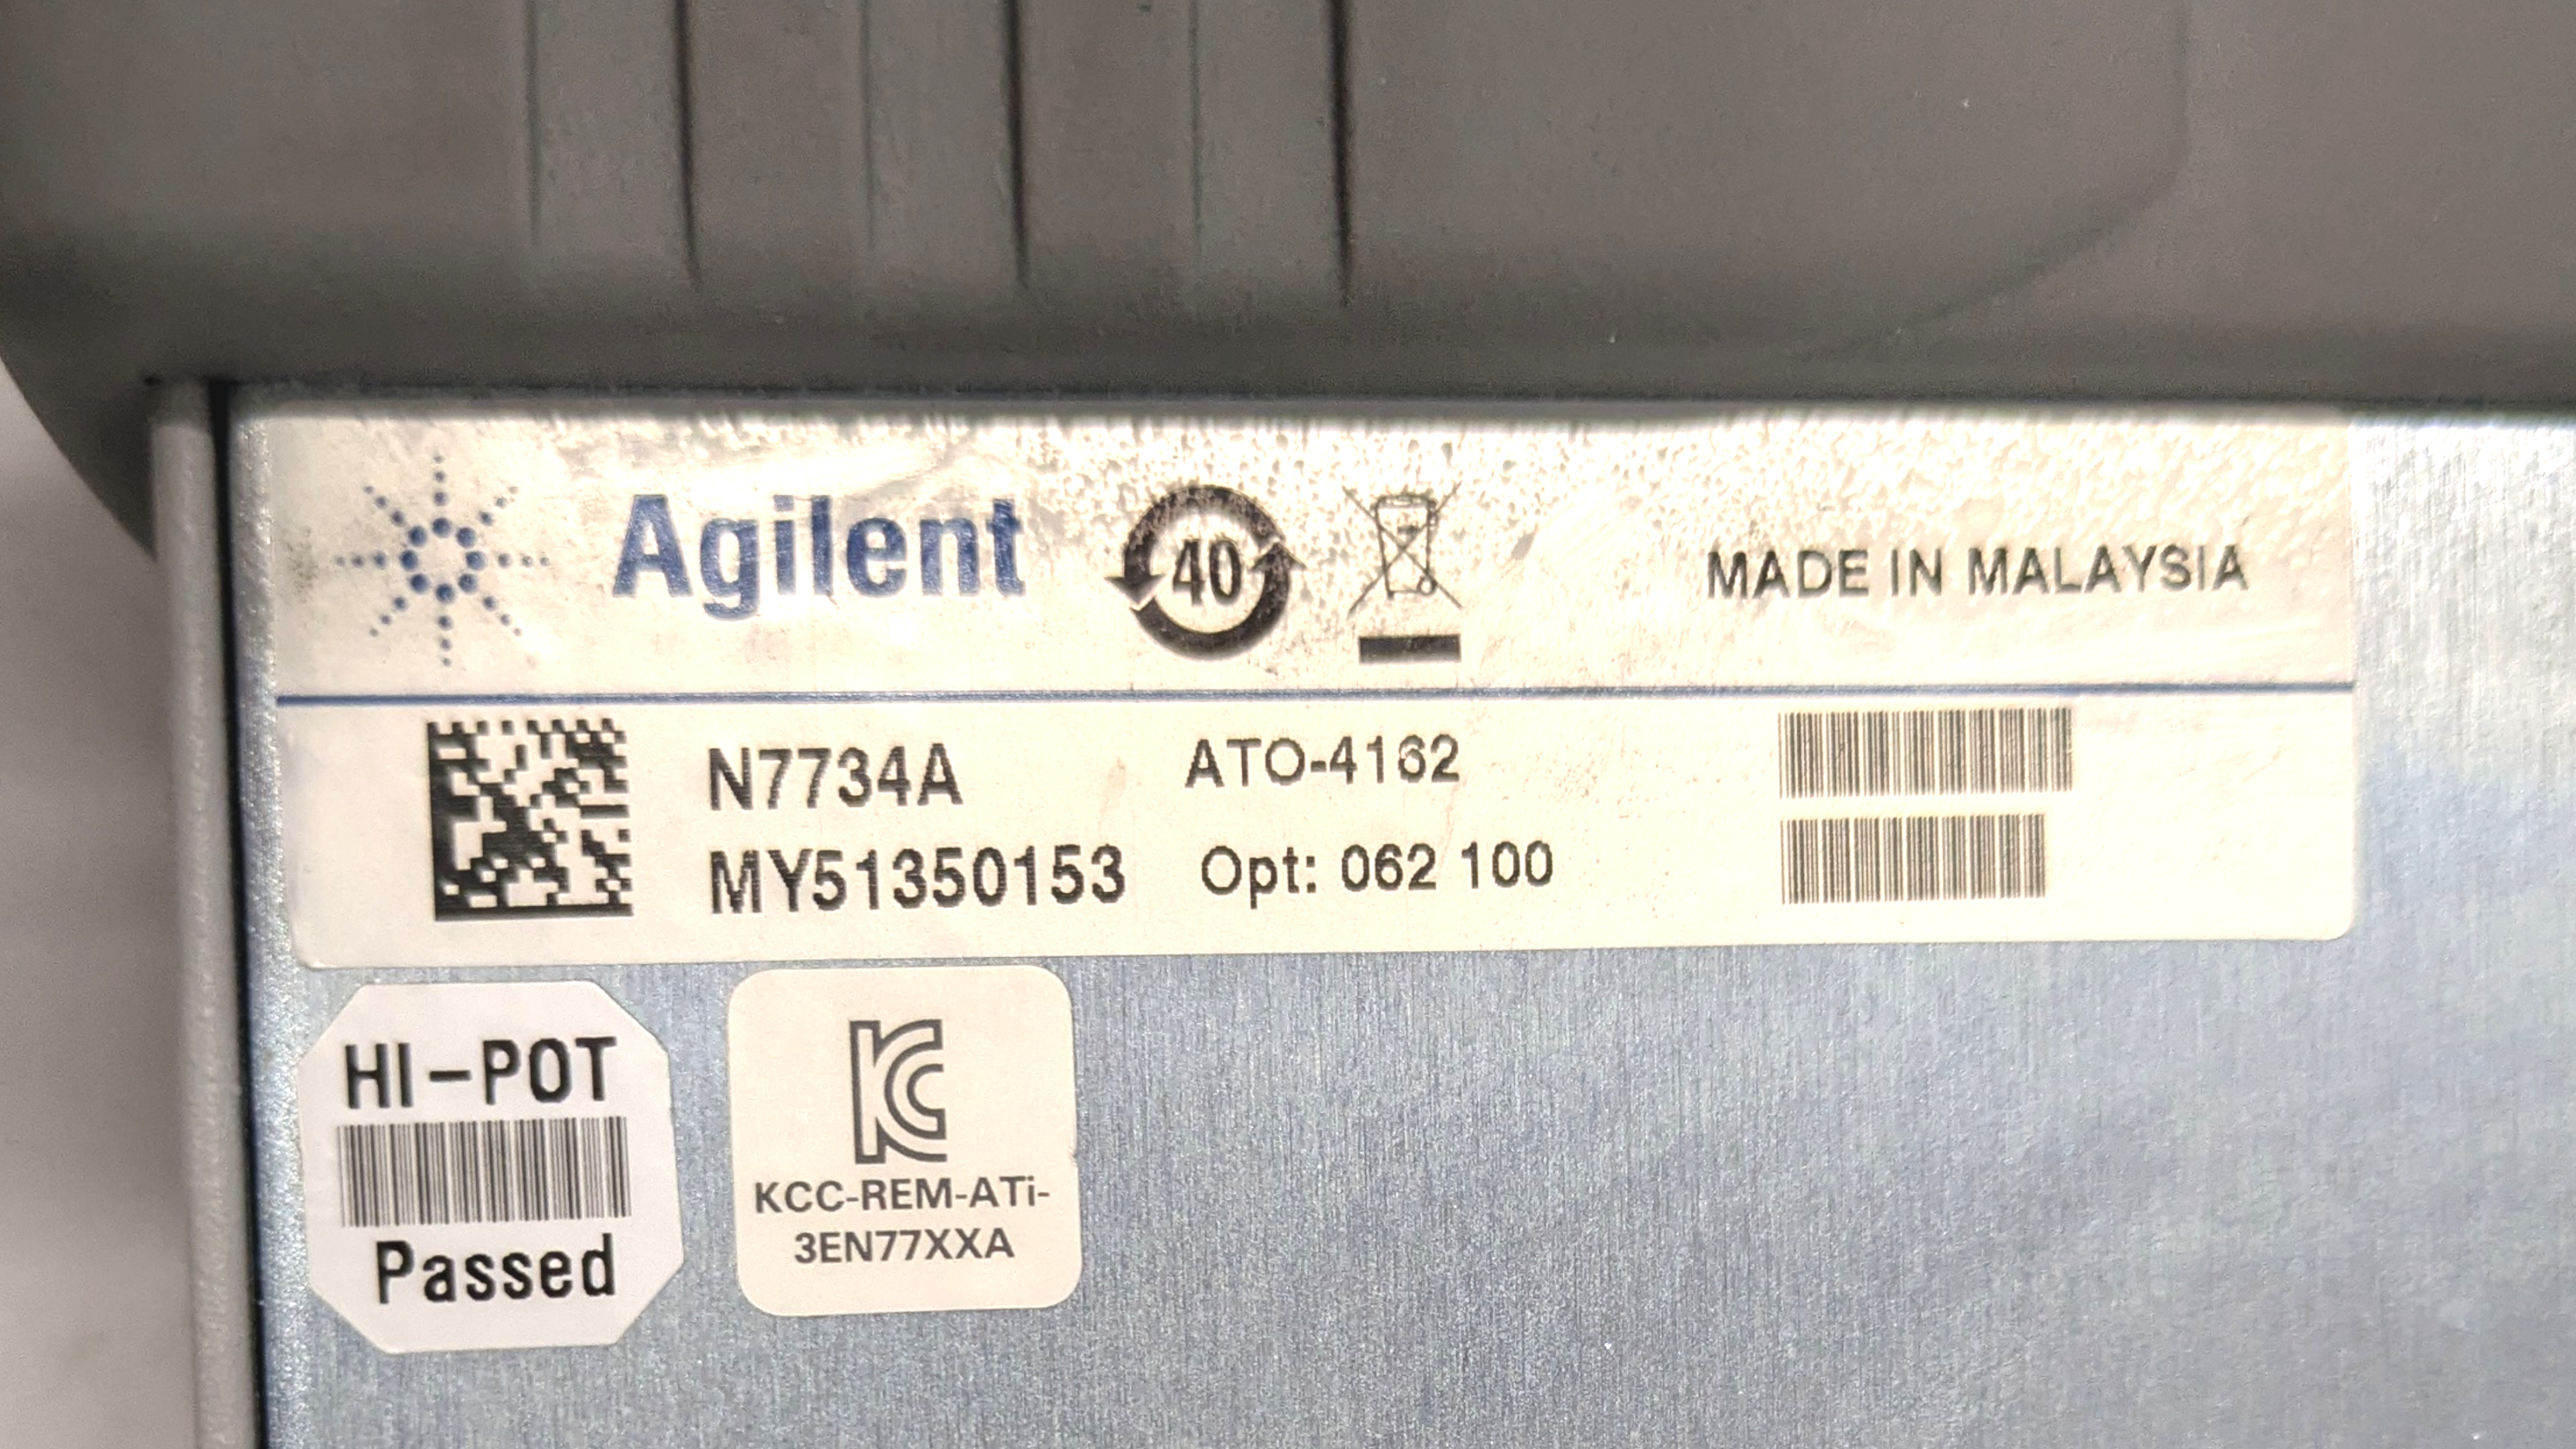 Agilent
40
MADE IN MALAYSIA
N7734A
ATO-4162
MY51350153
Opt: 062 100
HI-POT
Passed
KC
KCC-REM-ATi-
3EN77XXA